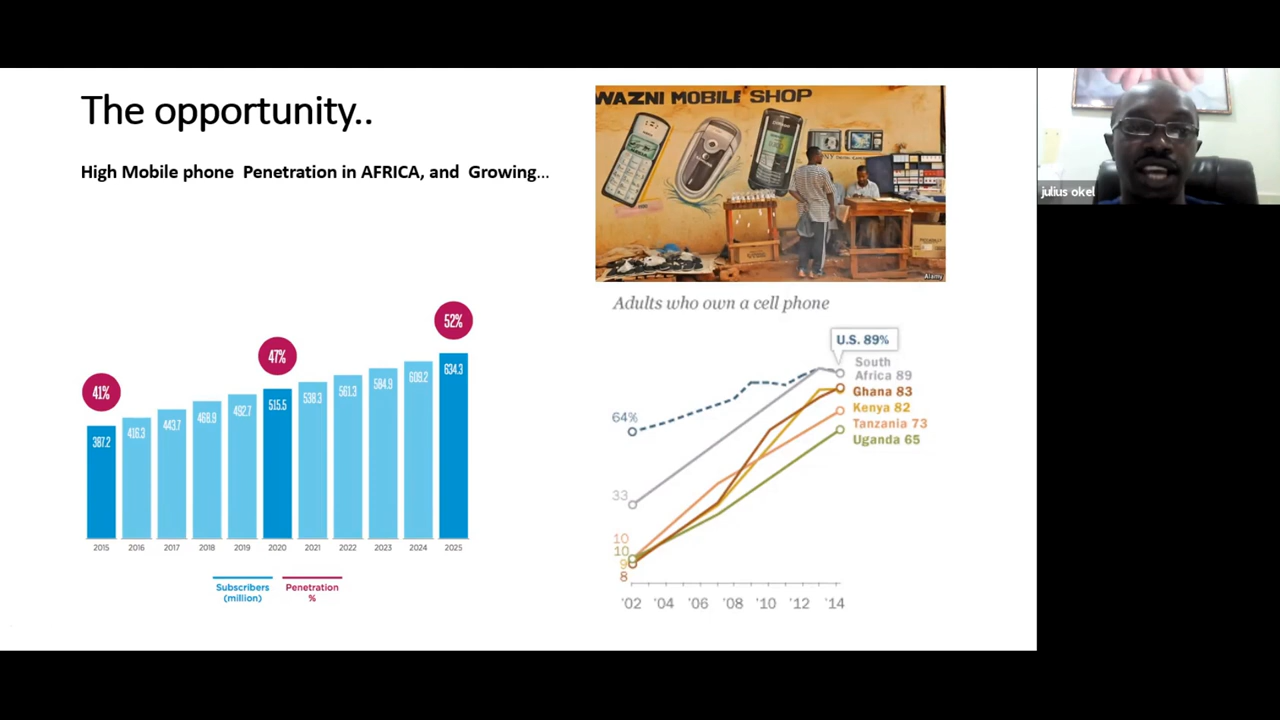 The opportunity..
High Mobile phone Penetration in AFRICA, and Growing...
WAZNI MOBILE SHOP
Alamy
julius okel
41%
47%
52%
387.2
416.3
443.7
468.9
492.7
515.5
538.3
561.3
584.9
609.2
634.3
2015
2016
2017
2018
2019
2020
2021
2022
2023
2024
2025
Subscribers
(million)
Penetration
%
Adults who own a cell phone
U.S. 89%
South
Africa 89
Ghana 83
Kenya 82
Tanzania 73
Uganda 65
64%
33
10
10
9
8
'02
'04
'06
'08
'10
'12
'14